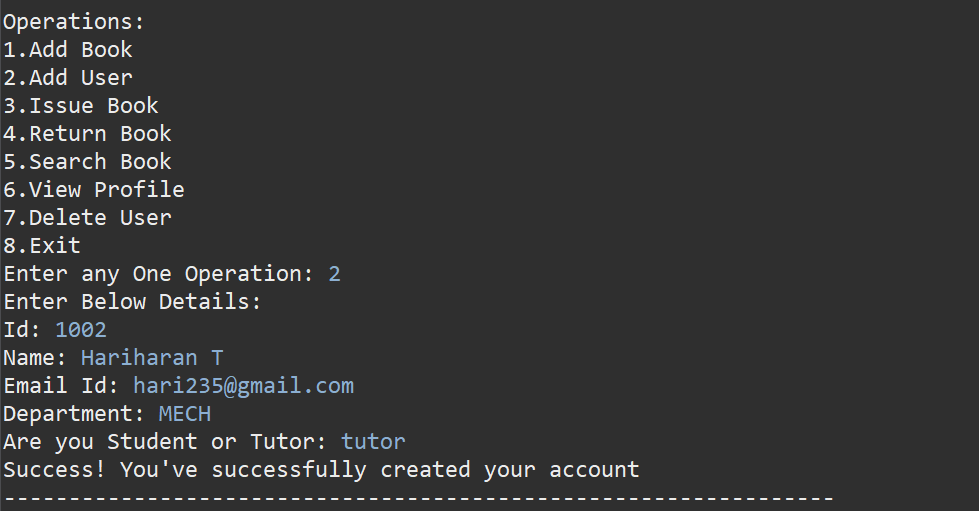 Operations:
1.Add Book
2.Add User
3.Issue Book
4.Return Book
5.Search Book
6.View Profile
7.Delete User
8.Exit
Enter any One Operation: 2
Enter Below Details:
Id: 1002
Name: Hariharan T
Email Id: hari235@gmail.com
Department: MECH
Are you Student or Tutor: tutor
Success! You've successfully created your account
----------------------------------------------------------------